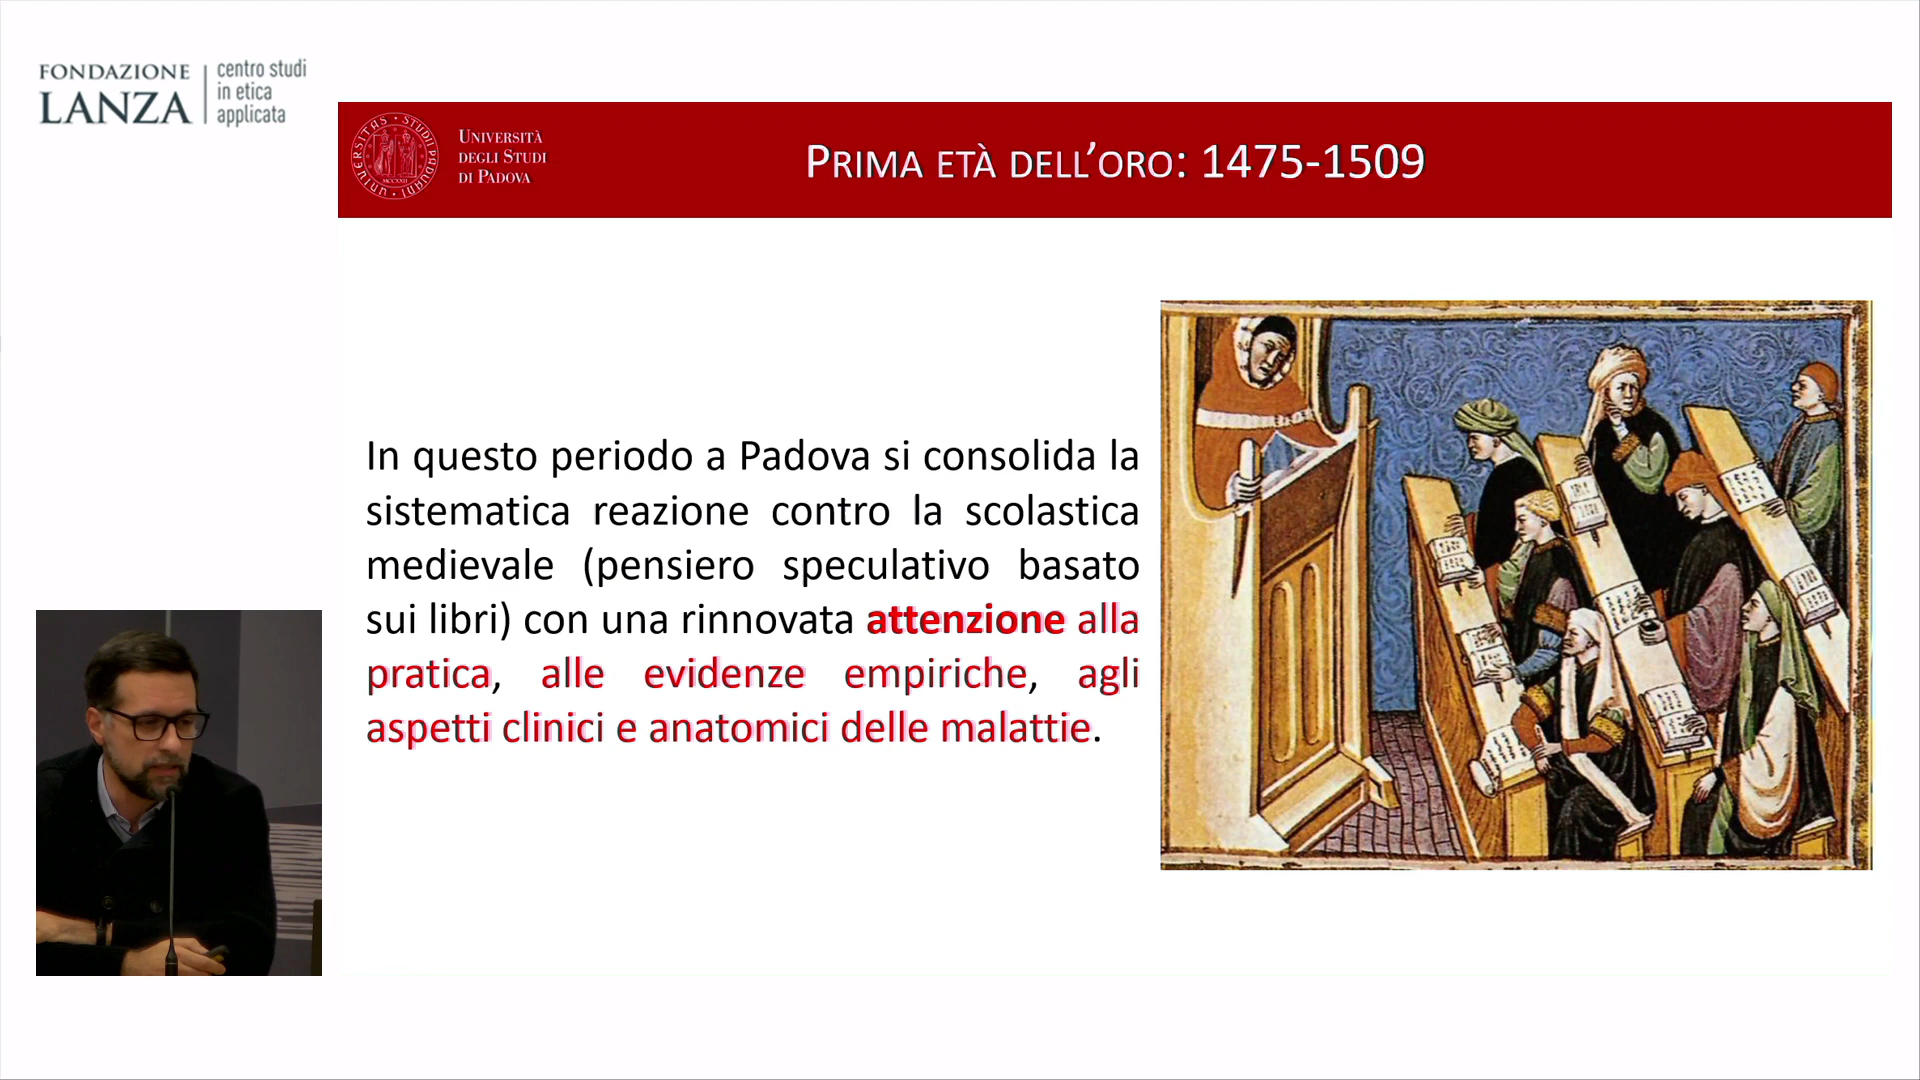 FONDAZIONE
LANZA
centro studi
in etica
applicata
UNIVERSITÀ
DEGLI STUDI
DI PADOVA
PRIMA ETÀ DELL’ORO: 1475-1509
In questo periodo a Padova si consolida la
sistematica reazione contro la scolastica
medievale (pensiero speculativo basato
sui libri) con una rinnovata attenzione alla
pratica, alle evidenze empiriche, agli
aspetti clinici e anatomici delle malattie.